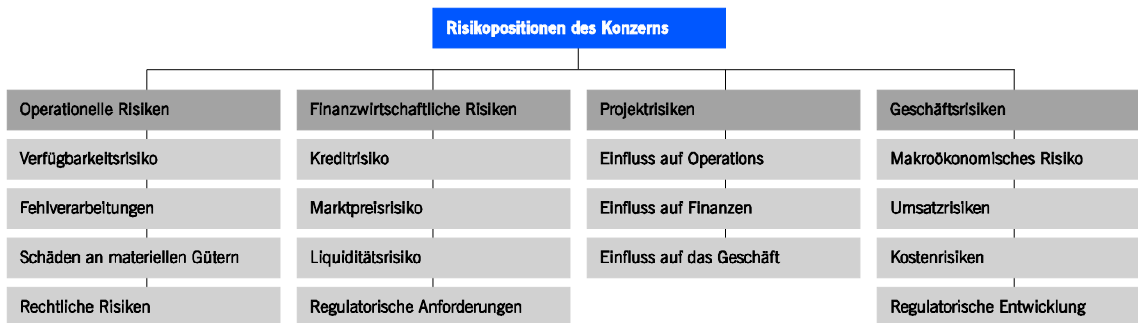 Risikopositionen des Konzerns
Operationelle Risiken
Verfügbarkeitsrisiko
Fehlverarbeitungen
Schäden an materiellen Gütern
Rechtliche Risiken
Finanzwirtschaftliche Risiken
Kreditrisiko
Marktpreisrisiko
Liquiditätsrisiko
Regulatorische Anforderungen
Projektrisiken
Einfluss auf Operations
Einfluss auf Finanzen
Einfluss auf das Geschäft
Geschäftsrisiken
Makroökonomisches Risiko
Umsatzrisiken
Kostenrisiken
Regulatorische Entwicklung